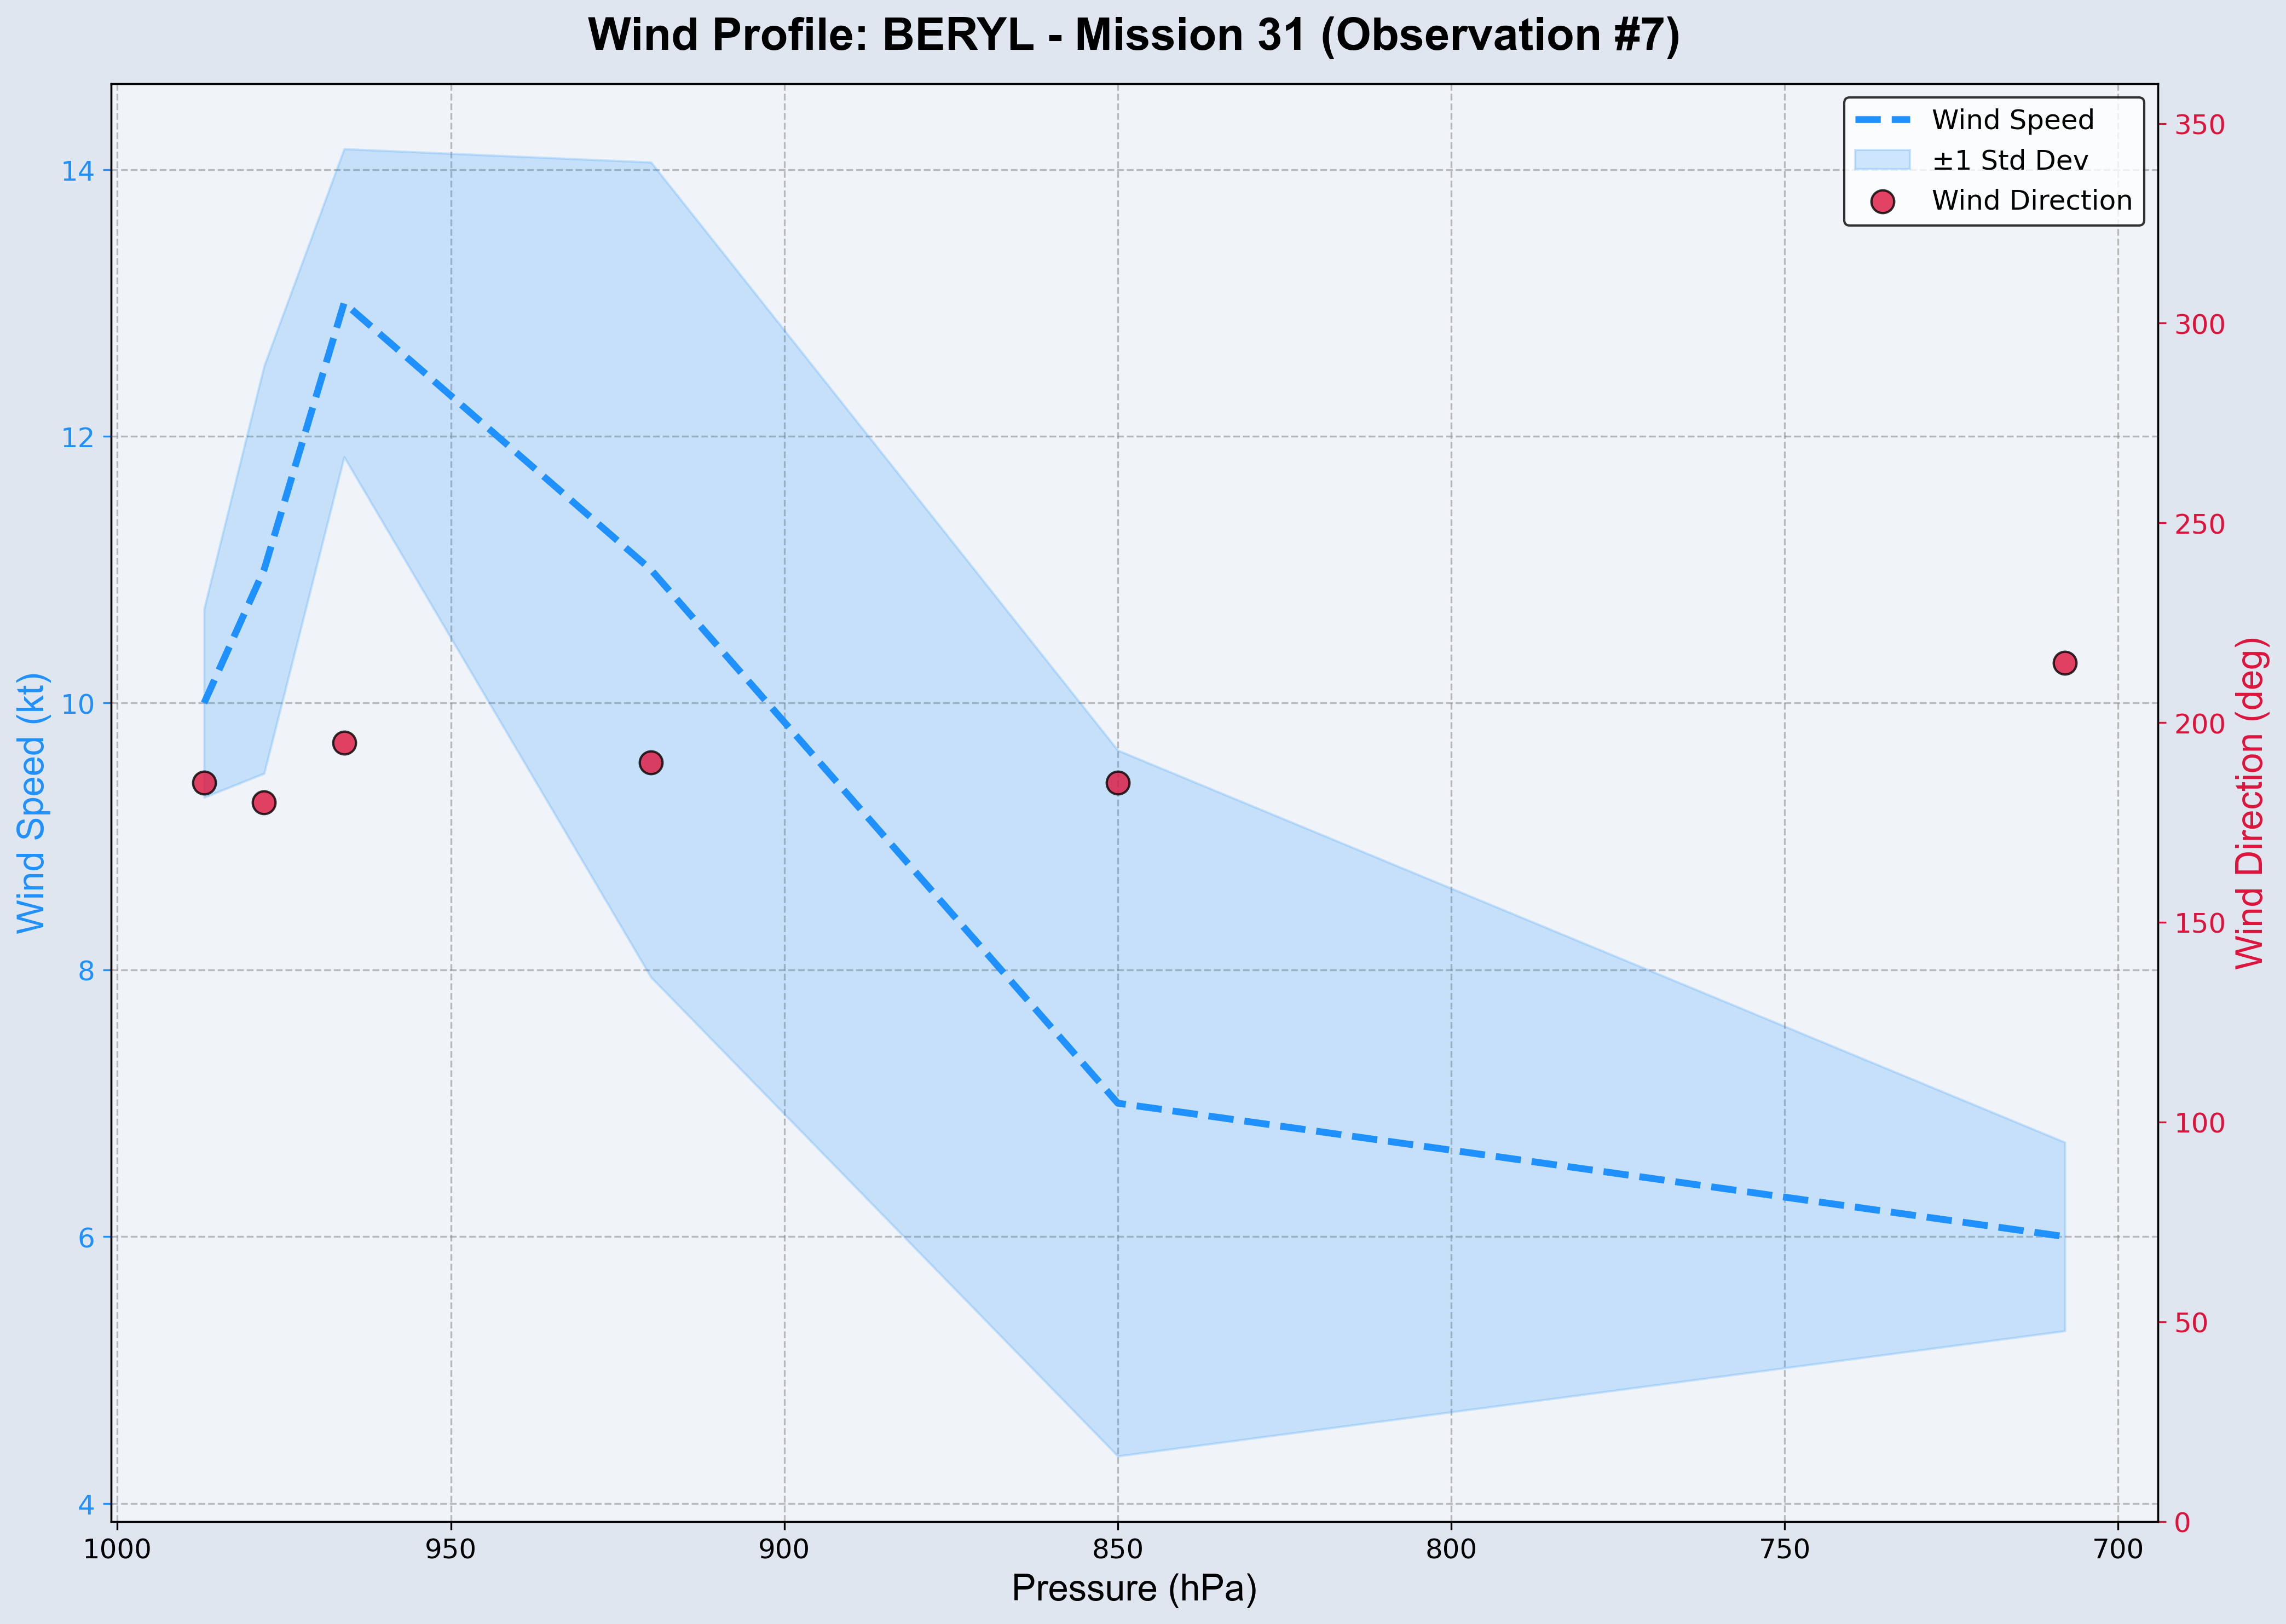 Wind Profile: BERYL - Mission 31 (Observation #7)
Wind Speed
±1 Std Dev
Wind Direction
Wind Speed (kt)
14
12
10
8
6
4
350
300
250
200
150
100
50
0
Wind Direction (deg)
1000 950 900 850 800 750 700
Pressure (hPa)